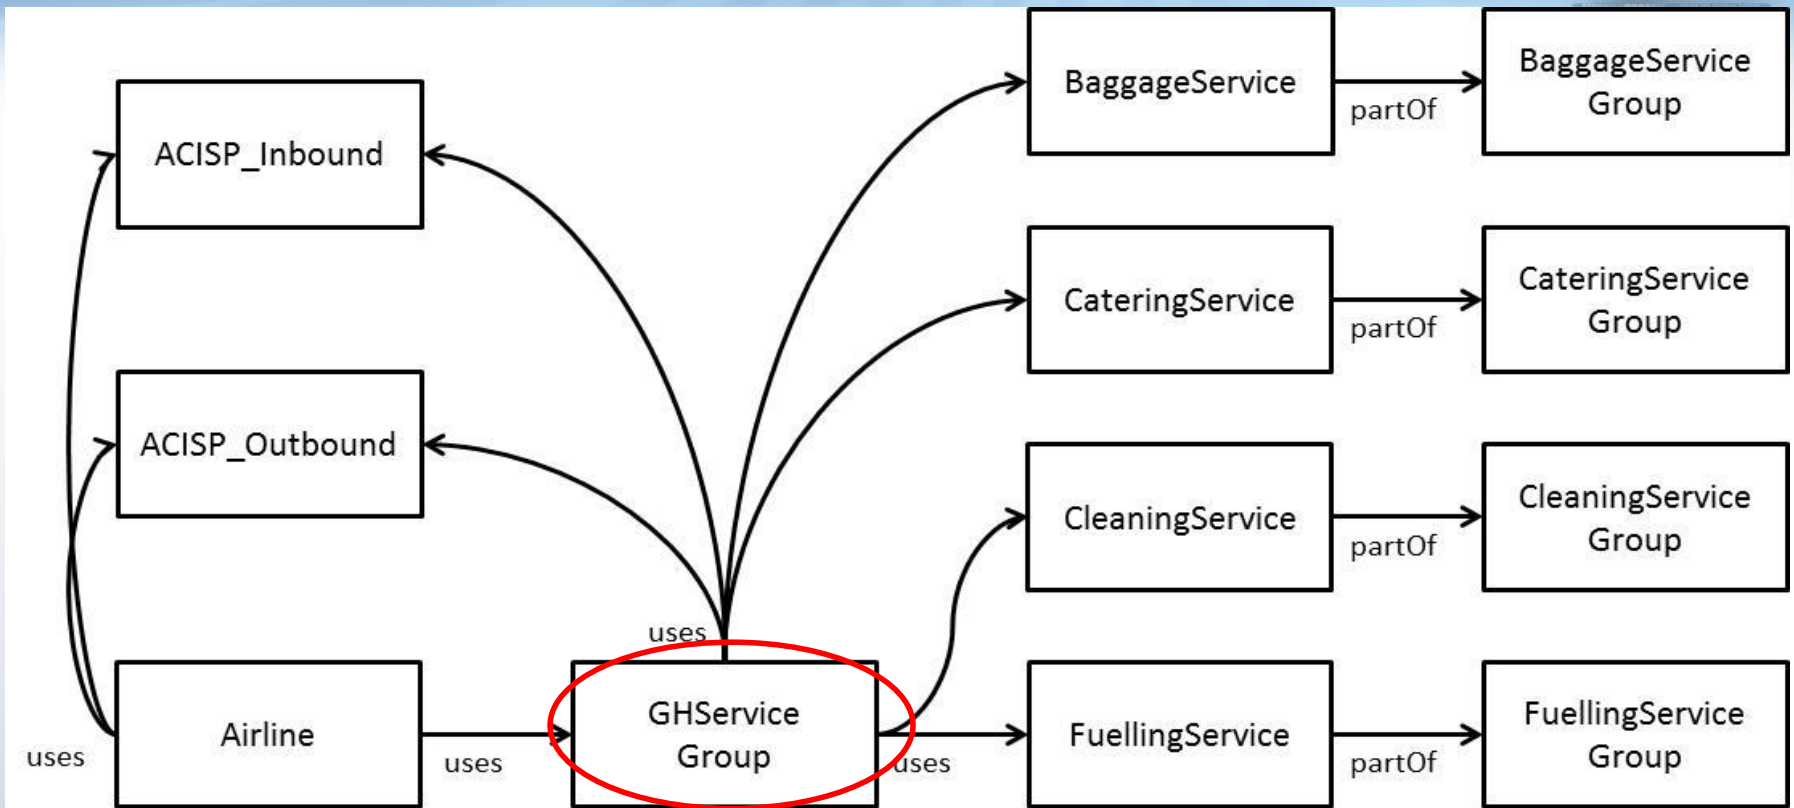 BaggageService
partOf
BaggageService
Group
ACISP_Inbound
CateringService
partOf
CateringService
Group
ACISP_Outbound
CleaningService
partOf
CleaningService
Group
uses
Airline
uses
uses
GHService
Group
uses
FuellingService
partOf
FuellingService
Group